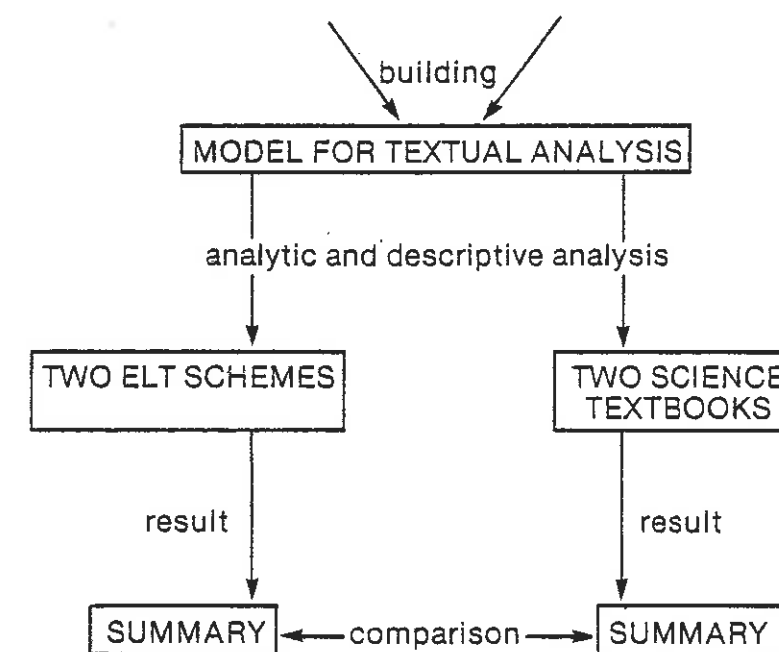 building
MODEL FOR TEXTUAL ANALYSIS
analytic and descriptive analysis
TWO ELT SCHEMES
TWO SCIENCE
TEXTBOOKS
result
result
SUMMARY
comparison
SUMMARY